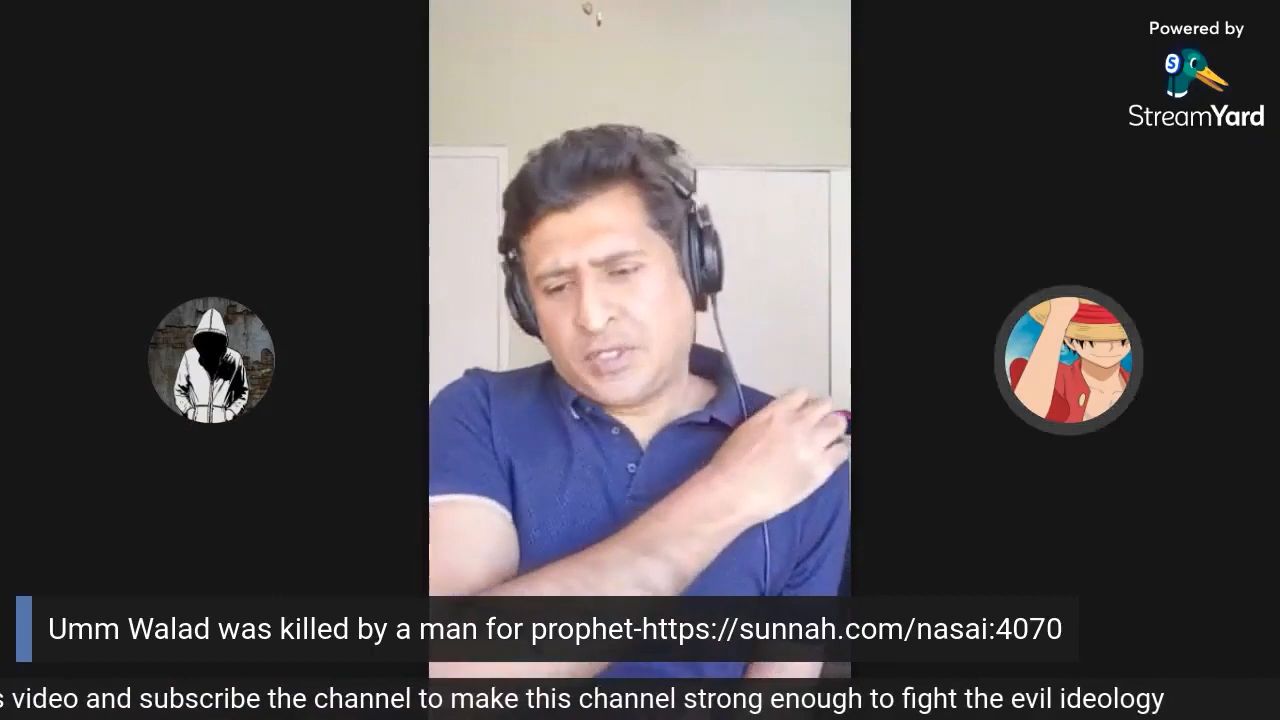 Powered by
StreamYard
Umm Walad was killed by a man for prophet-https://sunnah.com/nasai:4070
s video and subscribe the channel to make this channel strong enough to fight the evil ideology